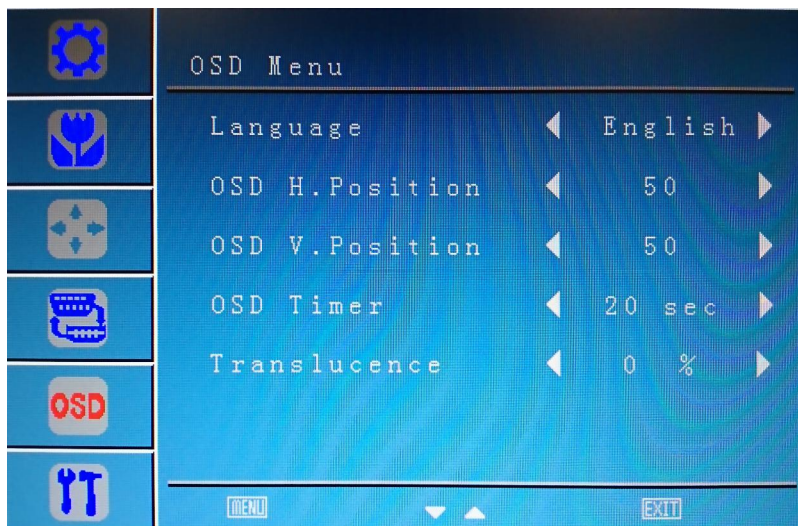 OSD Menu
Language English
OSD H.Position 50
OSD V.Position 50
OSD Timer 20 sec
Translucence 0 %
OSD
MENU EXIT